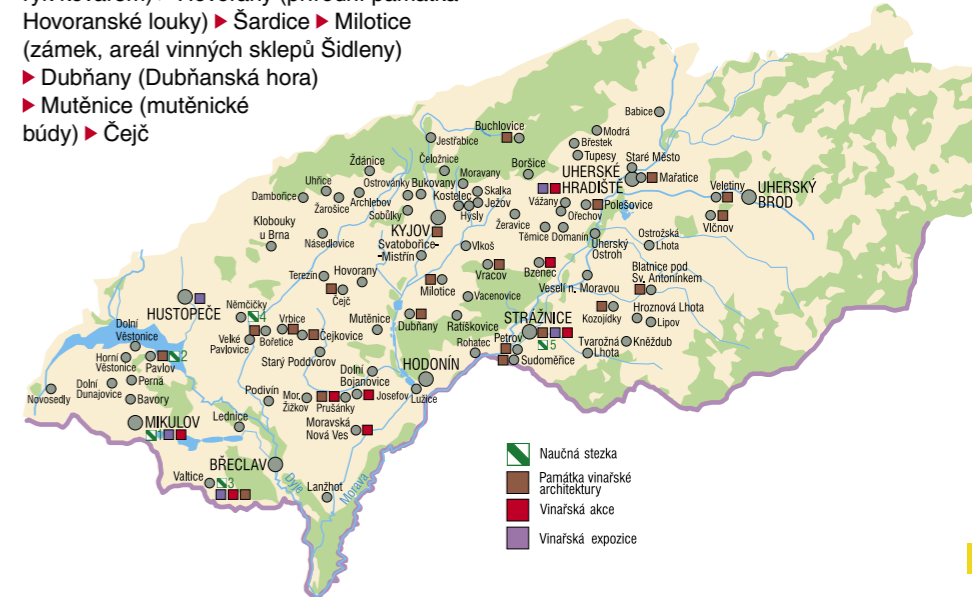 Hovoranské louky) ▶ Šardice ▶ Milotice
(zámek, areál vinných sklepů Šidleny)
▶ Dubňany (Dubňanská hora)
▶ Mutěnice (mutěnické
búdy) ▶ Čejč
Babice
Buchlovice
Modrá
Jestřabice
Břestek
Tupesy
Staré Město
Ždánice
Čeložnice
Boršice
UHERSKÉ
HRADIŠTĚ
Mařatice
Moravany
Uhřice
Ostrovánky
Bukovany
Skalka
Veletiny
UHERSKÝ
BROD
Dambořice
Žarošice
Archlebov
Kostelec
Ježov
Vážany
Polešovice
Sobůlky
Hýsly
Žeravice
Ořechov
Vlčnov
Klobouky
u Brna
Násedlovice
KYJOV
Svatobořice-
-Mistřín
Vlkoš
Těmice
Domanín
Uherský
Ostroh
Ostrožská
Lhota
Terezín
Hovorany
Čejč
Milotice
Vracov
Bzenec
Veselí n. Moravou
Blatnice pod
Sv. Antonínkem
HUSTOPEČE
Němčičky
4
Vacenovice
Kozojídky
Hroznová Lhota
Lipov
Dolní
Věstonice
Velké
Pavlovice
Bořetice
Vrbice
Čejkovice
Mutěnice
Dubňany
Ratíškovice
STRÁŽNICE
5
Tvarožná
Lhota
Kněždub
Horní
Věstonice
Pavlov
2
Starý Poddvorov
Rohatec
Petrov
Sudoměřice
Novosedly
Dolní
Dunajovice
Perná
Bavory
Podivín
Dolní
Bojanovice
HODONÍN
Mor.
Žižkov
Prušánky
Josefov
Lužice
MIKULOV
1
Lednice
Moravská
Nová Ves
Valtice
3
BŘECLAV
Dyje
Lanžhot
Morava
Naučná stezka
Památka vinařské
architektury
Vinařská akce
Vinařská expozice